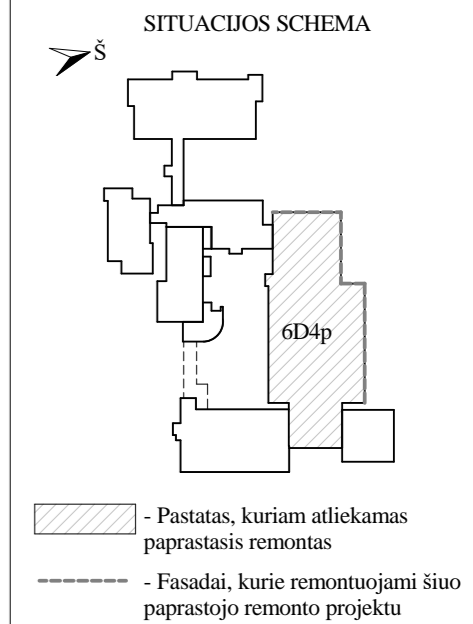 SITUACIJOS SCHEMA
Š
6D4p
- Pastatas, kuriam atliekamas
paprastasis remontas
- Fasadai, kurie remontuojami šiuo
paprastojo remonto projektu